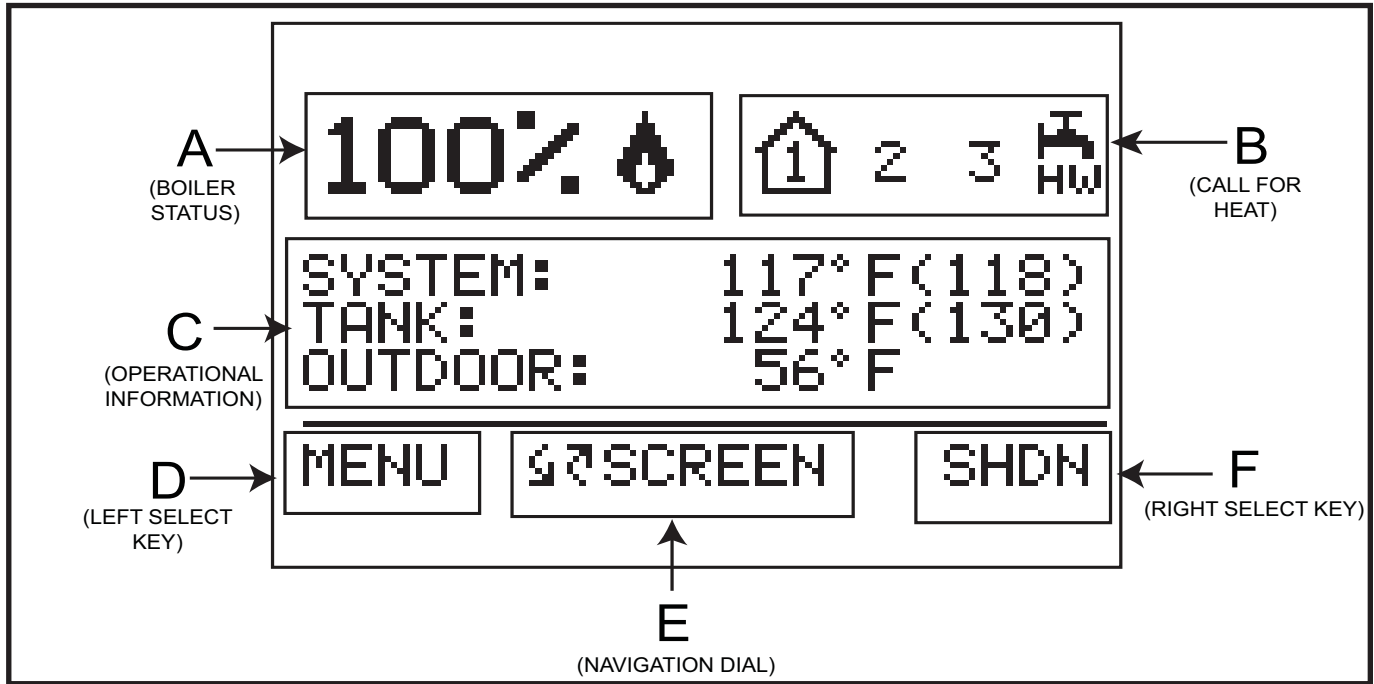 100%
1 2 3 HW
A
(BOILER
STATUS)
B
(CALL FOR
HEAT)
SYSTEM: 117°F(118)
TANK: 124°F(130)
OUTDOOR: 56°F
C
(OPERATIONAL
INFORMATION)
MENU SCREEN SHDN
D
(LEFT SELECT
KEY)
F
(RIGHT SELECT KEY)
E
(NAVIGATION DIAL)